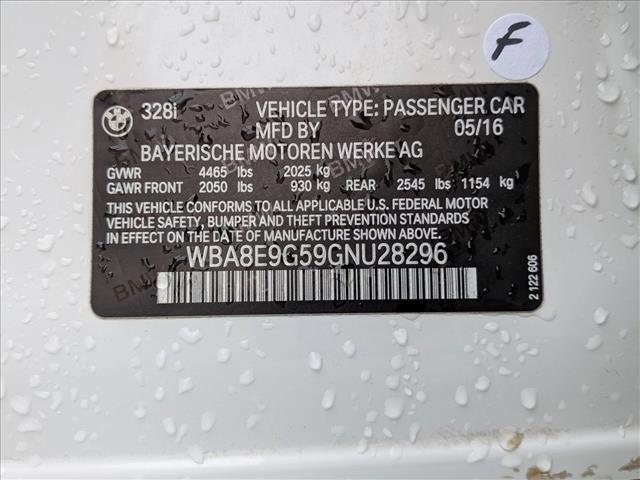 F
BMW
328i VEHICLE TYPE: PASSENGER CAR
MFD BY 05/16
BAYERISCHE MOTOREN WERKE AG
GVWR 4465 lbs 2025 kg
GAWR FRONT 2050 lbs 930 kg REAR 2545 lbs 1154 kg
THIS VEHICLE CONFORMS TO ALL APPLICABLE U.S. FEDERAL MOTOR
VEHICLE SAFETY, BUMPER AND THEFT PREVENTION STANDARDS
IN EFFECT ON THE DATE OF MANUFACTURE SHOWN ABOVE.
WBA8E9G59GNU28296
2 122 606